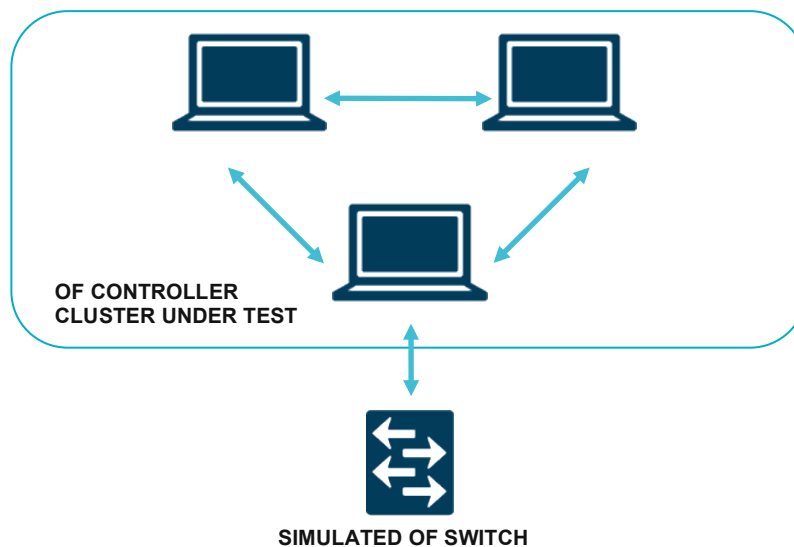 OF CONTROLLER
CLUSTER UNDER TEST
SIMULATED OF SWITCH